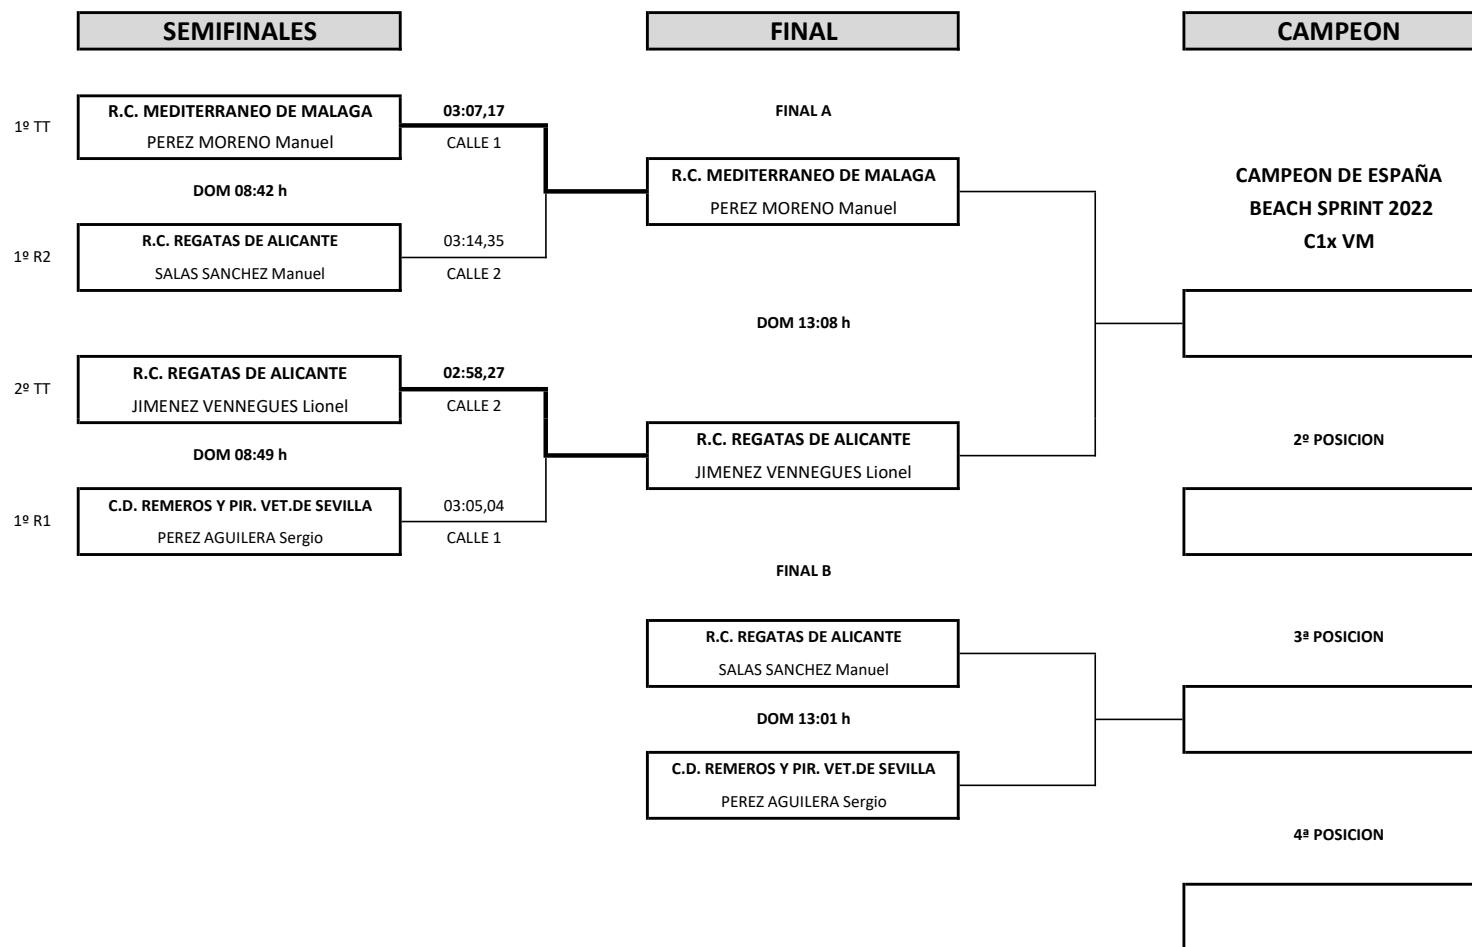 SEMIFINALES
FINAL
CAMPEON
1º TT
R.C. MEDITERRANEO DE MALAGA
PEREZ MORENO Manuel
03:07,17
CALLE 1
DOM 08:42 h
1º R2
R.C. REGATAS DE ALICANTE
SALAS SANCHEZ Manuel
03:14,35
CALLE 2
2º TT
R.C. REGATAS DE ALICANTE
JIMENEZ VENNEGUES Lionel
02:58,27
CALLE 2
DOM 08:49 h
1º R1
C.D. REMEROS Y PIR. VET.DE SEVILLA
PEREZ AGUILERA Sergio
03:05,04
CALLE 1
FINAL A
R.C. MEDITERRANEO DE MALAGA
PEREZ MORENO Manuel
DOM 13:08 h
R.C. REGATAS DE ALICANTE
JIMENEZ VENNEGUES Lionel
FINAL B
R.C. REGATAS DE ALICANTE
SALAS SANCHEZ Manuel
DOM 13:01 h
C.D. REMEROS Y PIR. VET.DE SEVILLA
PEREZ AGUILERA Sergio
CAMPEON DE ESPAÑA
BEACH SPRINT 2022
C1x VM
2º POSICION
3ª POSICION
4ª POSICION